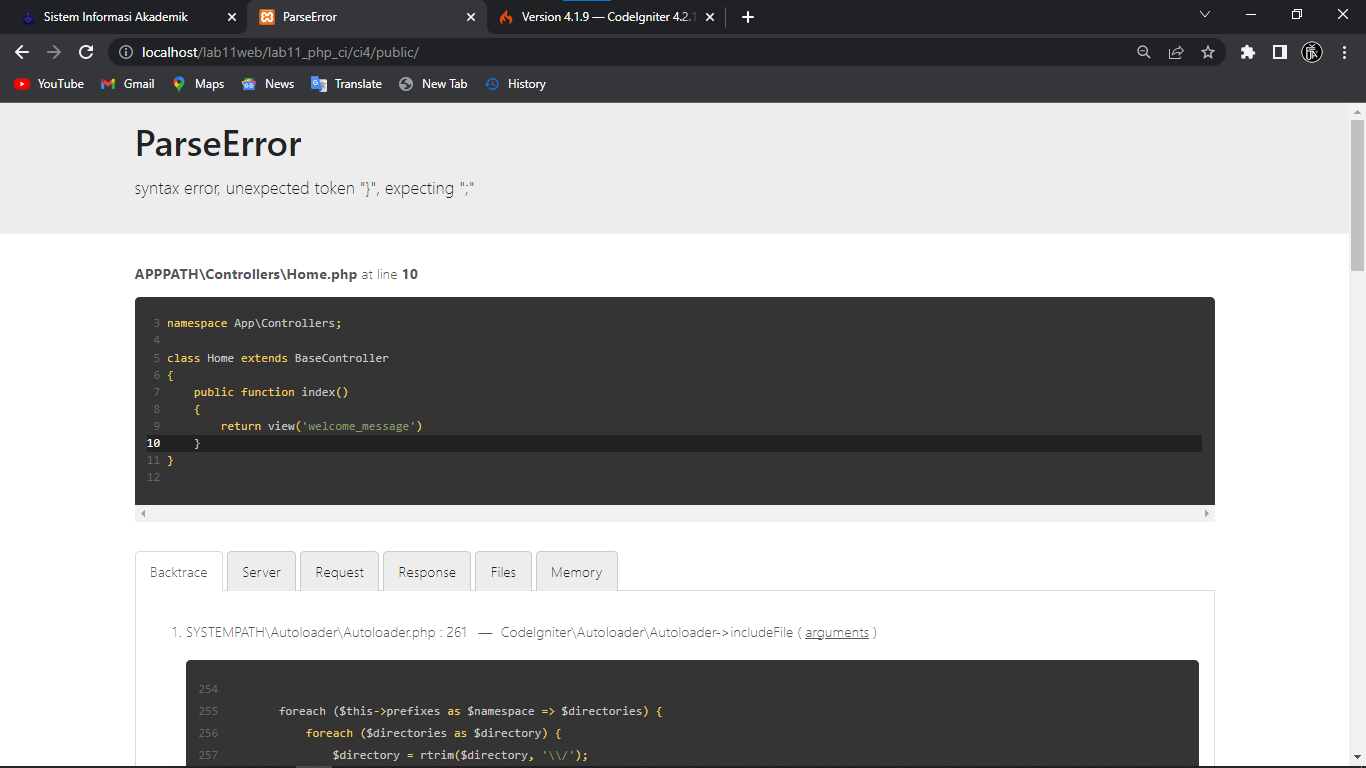 Sistem Informasi Akademik
ParseError
Version 4.1.9 — CodeIgniter 4.2.1
localhost/lab11web/lab11_php_ci/ci4/public/
YouTube Gmail Maps News Translate New Tab History
ParseError
syntax error, unexpected token "}", expecting ";"
APPPATH\Controllers\Home.php at line 10
3 namespace App\Controllers;
4
5 class Home extends BaseController
6 {
7 public function index()
8 {
9 return view('welcome_message')
10 }
11 }
12
Backtrace Server Request Response Files Memory
1. SYSTEMPATH\Autoloader\Autoloader.php : 261 — CodeIgniter\Autoloader\Autoloader->includeFile ( arguments )
254
255 foreach ($this->prefixes as $namespace => $directories) {
256 foreach ($directories as $directory) {
257 $directory = rtrim($directory, '\\/');